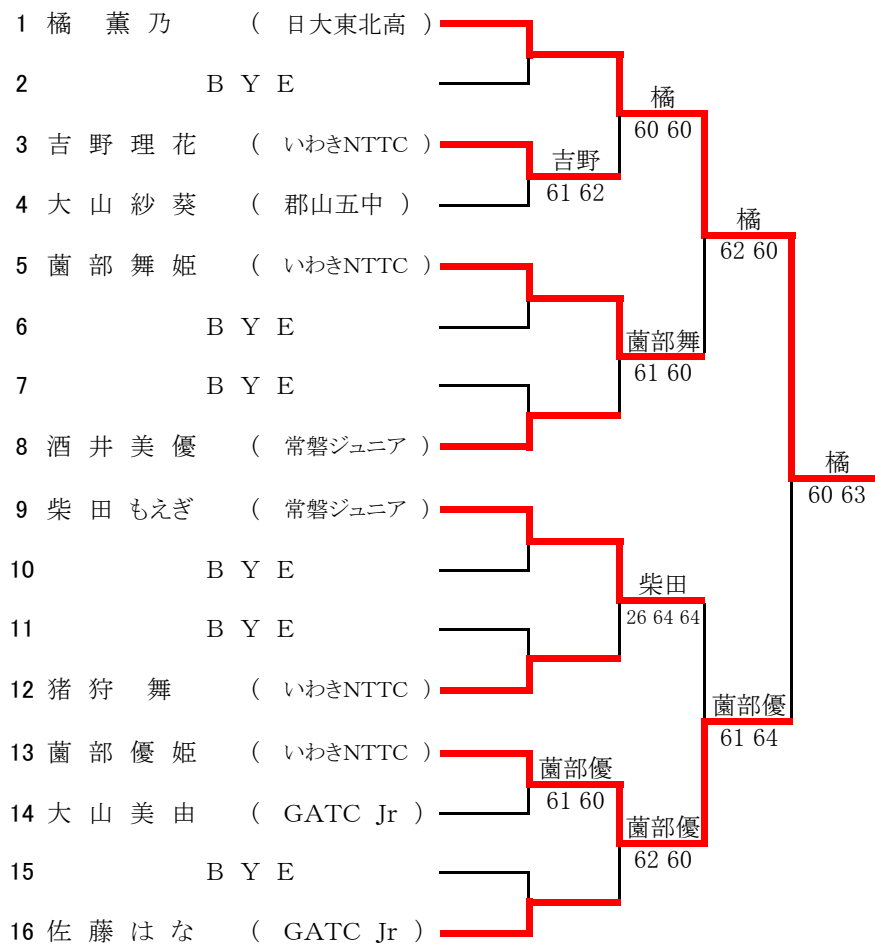 1 橘 薫 乃 ( 日大東北高 )
2 B Y E
橘
60 60
3 吉 野 理 花 ( いわきNTTC )
吉野
61 62
4 大 山 紗 葵 ( 郡山五中 )
橘
62 60
5 薗 部 舞 姫 ( いわきNTTC )
6 B Y E
薗部舞
61 60
7 B Y E
8 酒 井 美 優 ( 常磐ジュニア )
橘
60 63
9 柴 田 もえぎ ( 常磐ジュニア )
10 B Y E
柴田
26 64 64
11 B Y E
12 猪 狩 舞 ( いわきNTTC )
薗部優
61 64
13 薗 部 優 姫 ( いわきNTTC )
薗部優
61 60
14 大 山 美 由 ( GATC Jr )
薗部優
62 60
15 B Y E
16 佐 藤 は な ( GATC Jr )